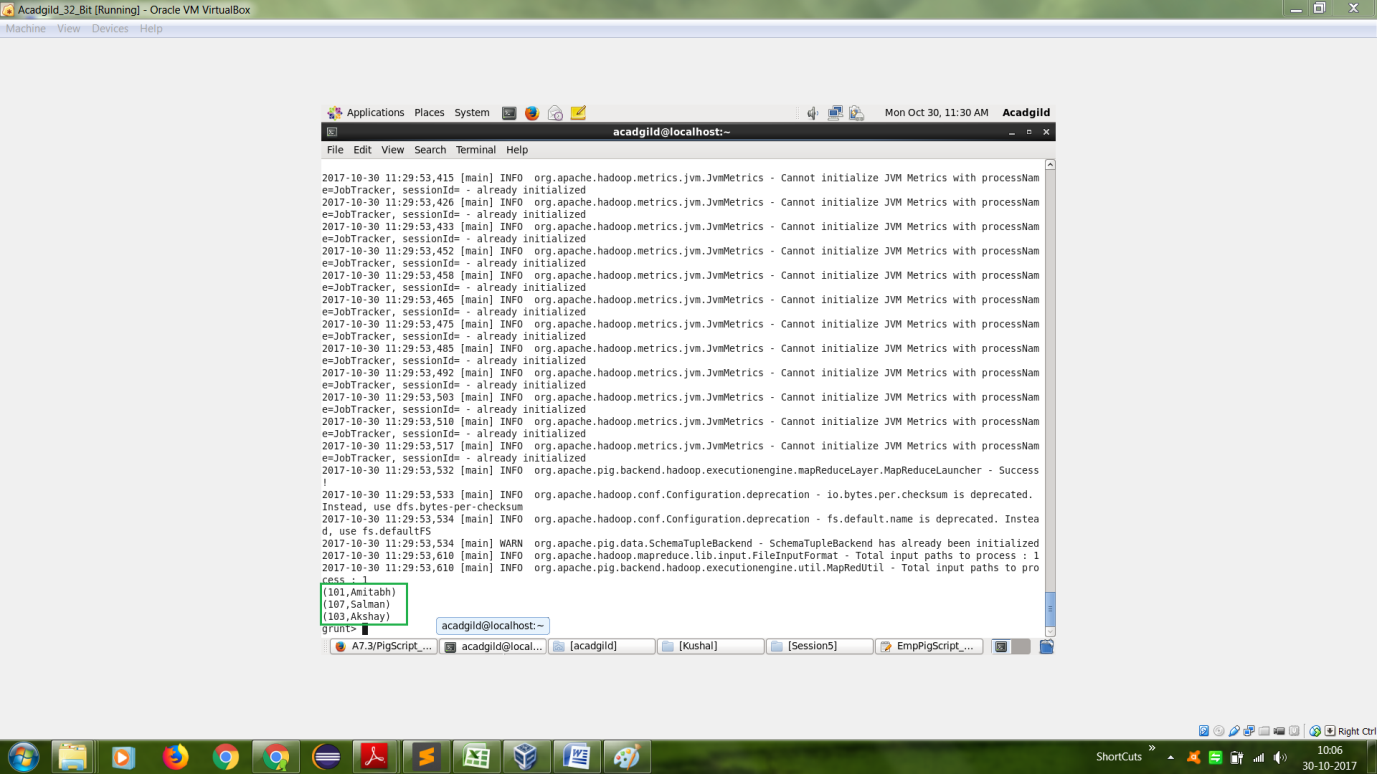 Acadgild_32_Bit [Running] - Oracle VM VirtualBox
Machine View Devices Help
Applications Places System Mon Oct 30, 11:30 AM Acadgild
acadgild@localhost:~
File Edit View Search Terminal Help
2017-10-30 11:29:53,415 [main] INFO  org.apache.hadoop.metrics.jvm.JvmMetrics - Cannot initialize JVM Metrics with processNam
e=JobTracker, sessionId= - already initialized
2017-10-30 11:29:53,426 [main] INFO  org.apache.hadoop.metrics.jvm.JvmMetrics - Cannot initialize JVM Metrics with processNam
e=JobTracker, sessionId= - already initialized
2017-10-30 11:29:53,433 [main] INFO  org.apache.hadoop.metrics.jvm.JvmMetrics - Cannot initialize JVM Metrics with processNam
e=JobTracker, sessionId= - already initialized
2017-10-30 11:29:53,452 [main] INFO  org.apache.hadoop.metrics.jvm.JvmMetrics - Cannot initialize JVM Metrics with processNam
e=JobTracker, sessionId= - already initialized
2017-10-30 11:29:53,458 [main] INFO  org.apache.hadoop.metrics.jvm.JvmMetrics - Cannot initialize JVM Metrics with processNam
e=JobTracker, sessionId= - already initialized
2017-10-30 11:29:53,465 [main] INFO  org.apache.hadoop.metrics.jvm.JvmMetrics - Cannot initialize JVM Metrics with processNam
e=JobTracker, sessionId= - already initialized
2017-10-30 11:29:53,475 [main] INFO  org.apache.hadoop.metrics.jvm.JvmMetrics - Cannot initialize JVM Metrics with processNam
e=JobTracker, sessionId= - already initialized
2017-10-30 11:29:53,485 [main] INFO  org.apache.hadoop.metrics.jvm.JvmMetrics - Cannot initialize JVM Metrics with processNam
e=JobTracker, sessionId= - already initialized
2017-10-30 11:29:53,492 [main] INFO  org.apache.hadoop.metrics.jvm.JvmMetrics - Cannot initialize JVM Metrics with processNam
e=JobTracker, sessionId= - already initialized
2017-10-30 11:29:53,503 [main] INFO  org.apache.hadoop.metrics.jvm.JvmMetrics - Cannot initialize JVM Metrics with processNam
e=JobTracker, sessionId= - already initialized
2017-10-30 11:29:53,510 [main] INFO  org.apache.hadoop.metrics.jvm.JvmMetrics - Cannot initialize JVM Metrics with processNam
e=JobTracker, sessionId= - already initialized
2017-10-30 11:29:53,517 [main] INFO  org.apache.hadoop.metrics.jvm.JvmMetrics - Cannot initialize JVM Metrics with processNam
e=JobTracker, sessionId= - already initialized
2017-10-30 11:29:53,532 [main] INFO  org.apache.pig.backend.hadoop.executionengine.mapReduceLayer.MapReduceLauncher - Success
!
2017-10-30 11:29:53,533 [main] INFO  org.apache.hadoop.conf.Configuration.deprecation - io.bytes.per.checksum is deprecated.
Instead, use dfs.bytes-per-checksum
2017-10-30 11:29:53,534 [main] INFO  org.apache.hadoop.conf.Configuration.deprecation - fs.default.name is deprecated. Instea
d, use fs.defaultFS
2017-10-30 11:29:53,534 [main] WARN  org.apache.pig.data.SchemaTupleBackend - SchemaTupleBackend has already been initialized
2017-10-30 11:29:53,610 [main] INFO  org.apache.hadoop.mapreduce.lib.input.FileInputFormat - Total input paths to process : 1
2017-10-30 11:29:53,610 [main] INFO  org.apache.pig.backend.hadoop.executionengine.util.MapRedUtil - Total input paths to pro
cess : 1
(101,Amitabh)
(107,Salman)
(103,Akshay)
grunt>
acadgild@localhost:~
A7.3/PigScript_... acadgild@local... [acadgild] [Kushal] [Session5] EmpPigScript_...
Right Ctrl
ShortCuts 10:06
30-10-2017